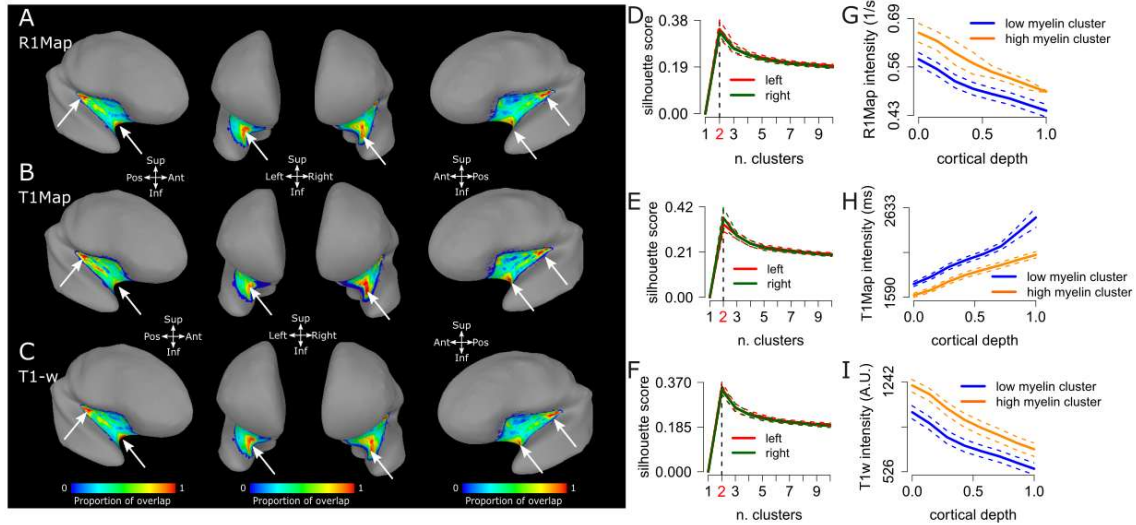 A
R1Map
Sup
Pos Ant
Inf
Sup
Left Right
Inf
Sup
Ant Pos
Inf
B
T1Map
Sup
Pos Ant
Inf
Sup
Left Right
Inf
Sup
Ant Pos
Inf
C
T1-w
0 1
Proportion of overlap
0 1
Proportion of overlap
0 1
Proportion of overlap
D
silhouette score
0.38
0.19
0.00
left
right
1 2 3 5 7 9
n. clusters
E
silhouette score
0.42
0.21
0.00
left
right
1 2 3 5 7 9
n. clusters
F
silhouette score
0.370
0.185
0.000
left
right
1 2 3 5 7 9
n. clusters
G
R1Map intensity (1/s)
0.69
0.56
0.43
low myelin cluster
high myelin cluster
0.0 0.5 1.0
cortical depth
H
T1Map intensity (ms)
2633
1590
low myelin cluster
high myelin cluster
0.0 0.5 1.0
cortical depth
I
T1w intensity (A.U.)
1242
526
low myelin cluster
high myelin cluster
0.0 0.5 1.0
cortical depth